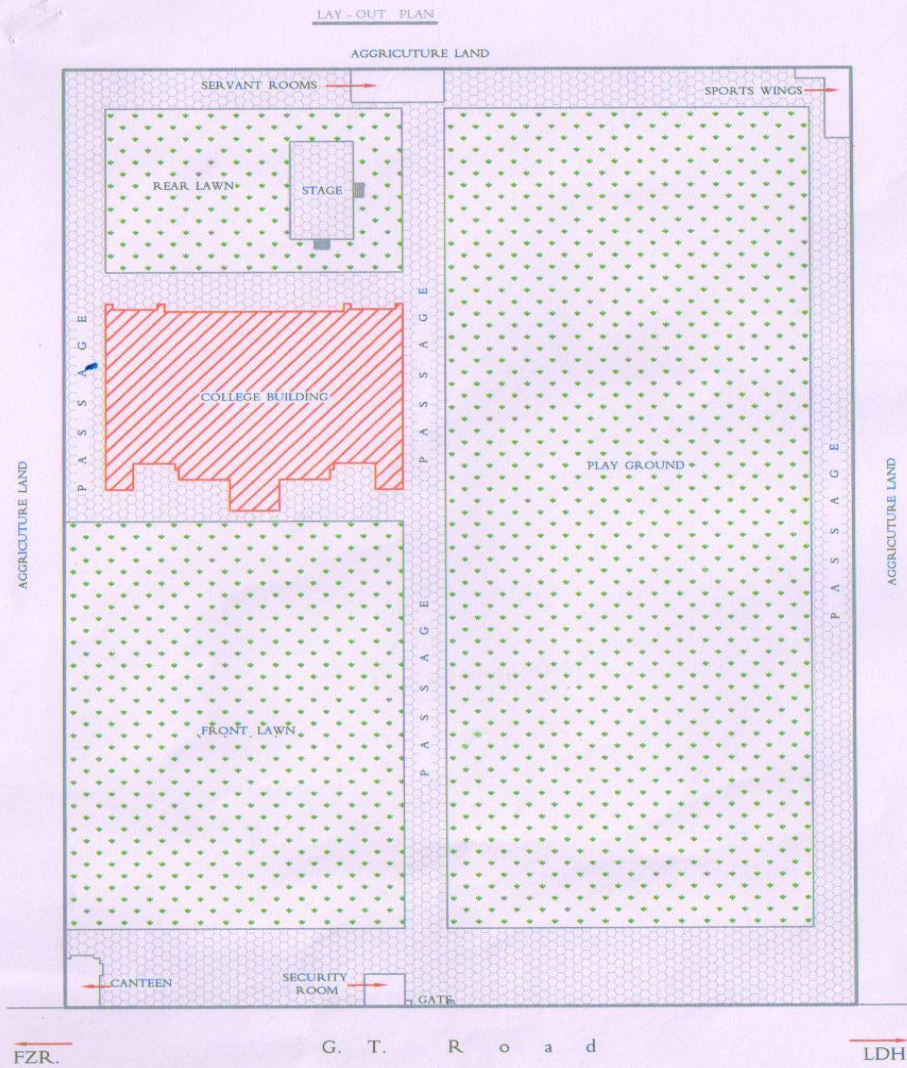 LAY - OUT PLAN
AGGRICUTURE LAND
SERVANT ROOMS
SPORTS WINGS
REAR LAWN
STAGE
PASSAGE
PASSAGE
COLLEGE BUILDING
PLAY GROUND
PASSAGE
AGGRICUTURE LAND
AGGRICUTURE LAND
PASSAGE
FRONT LAWN
CANTEEN
SECURITY
ROOM
GATE
G. T. Road
FZR.
LDH